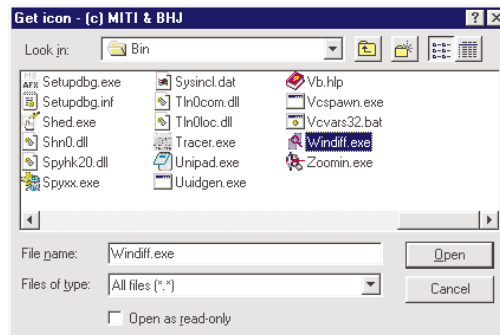 Get icon - (c) MITI & BHJ
Look in: Bin
Setupdbg.exe
Setupdbg.inf
Shed.exe
Shn0.dll
Spyhk20.dll
Spyxx.exe
Sysincl.dat
Tln0com.dll
Tln0loc.dll
Tracer.exe
Unipad.exe
Uuidgen.exe
Vb.hlp
Vcspawn.exe
Vcvars32.bat
Windiff.exe
Zoomin.exe
File name: Windiff.exe
Open
Files of type: All files (*.*)
Cancel
Open as read-only